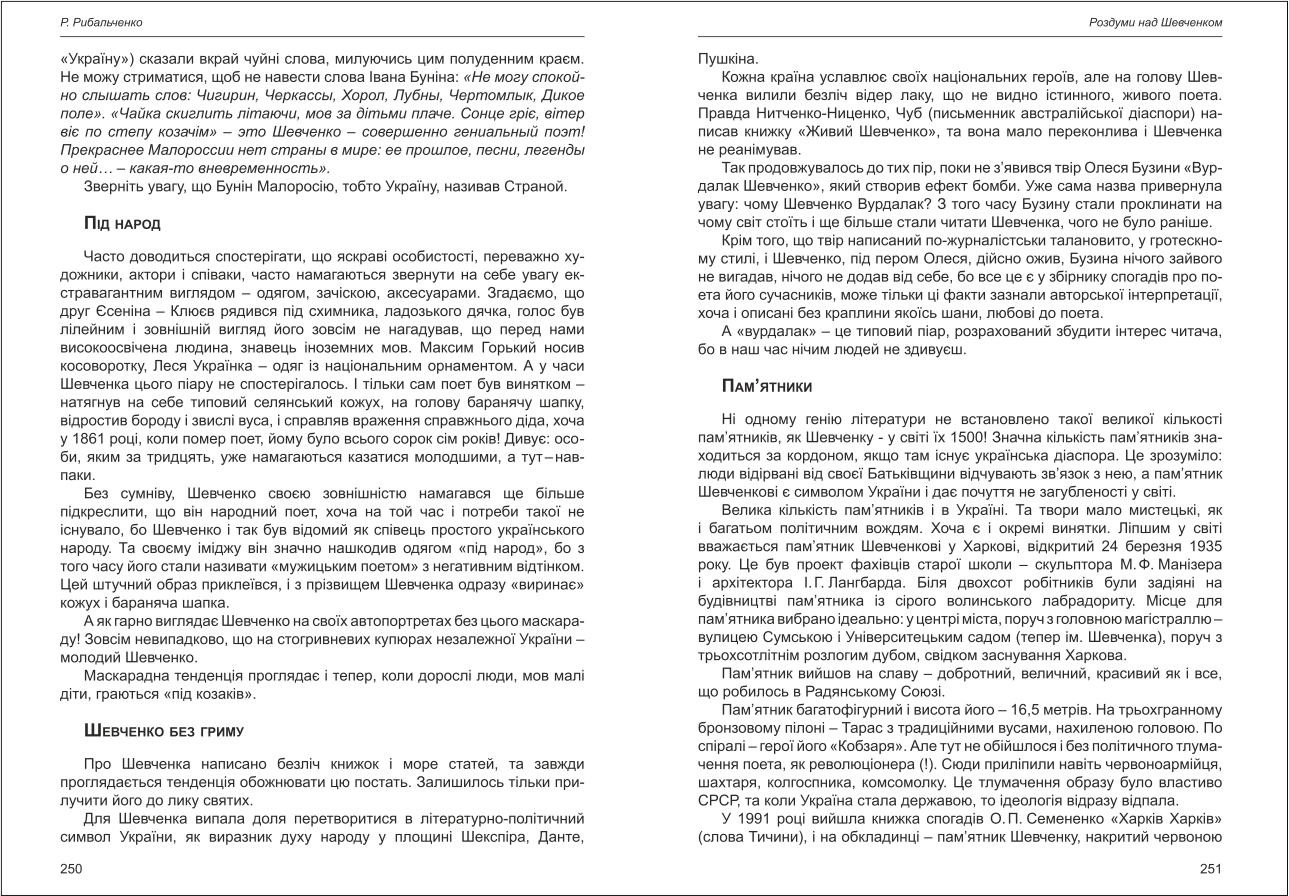 Р. Рибальченко
«Україну») сказали вкрай чуйні слова, милуючись цим полуденним краєм.
Не можу стриматися, щоб не навести слова Івана Буніна: «Не могу спокой-
но слышать слов: Чигирин, Черкассы, Хорол, Лубны, Чертомлык, Дикое
поле». «Чайка скиглить літаючи, мов за дітьми плаче. Сонце гріє, вітер
віє по степу козачім» – это Шевченко – совершенно гениальный поэт!
Прекраснее Малороссии нет страны в мире: ее прошлое, песни, легенды
о ней… – какая-то вневременность».
Зверніть увагу, що Бунін Малоросію, тобто Україну, називав Страной.
Під народ
Часто доводиться спостерігати, що яскраві особистості, переважно ху-
дожники, актори і співаки, часто намагаються звернути на себе увагу ек-
стравагантним виглядом – одягом, зачіскою, аксесуарами. Згадаємо, що
друг Єсеніна – Клюєв рядився під схимника, ладозького дячка, голос був
лілейним і зовнішній вигляд його зовсім не нагадував, що перед нами
високоосвічена людина, знавець іноземних мов. Максим Горький носив
косоворотку, Леся Українка – одяг із національним орнаментом. А у часи
Шевченка цього піару не спостерігалось. І тільки сам поет був винятком –
натягнув на себе типовий селянський кожух, на голову баранячу шапку,
відростив бороду і звислі вуса, і справляв враження справжнього діда, хоча
у 1861 році, коли помер поет, йому було всього сорок сім років! Дивує: осо-
би, яким за тридцять, уже намагаються казатися молодшими, а тут – нав-
паки.
Без сумніву, Шевченко своєю зовнішністю намагався ще більше
підкреслити, що він народний поет, хоча на той час і потреби такої не
існувало, бо Шевченко і так був відомий як співець простого українського
народу. Та своєму іміджу він значно нашкодив одягом «під народ», бо з
того часу його стали називати «мужицьким поетом» з негативним відтінком.
Цей штучний образ приклеївся, і з прізвищем Шевченка одразу «виринає»
кожух і бараняча шапка.
А як гарно виглядає Шевченко на своїх автопортретах без цього маскара-
ду! Зовсім невипадково, що на стогривневих купюрах незалежної України –
молодий Шевченко.
Маскарадна тенденція проглядає і тепер, коли дорослі люди, мов малі
діти, граються «під козаків».
Шевченко без гриму
Про Шевченка написано безліч книжок і море статей, та завжди
проглядається тенденція обожнювати цю постать. Залишилось тільки при-
лучити його до лику святих.
Для Шевченка випала доля перетворитися в літературно-політичний
символ України, як виразник духу народу у площині Шекспіра, Данте,
250
Роздуми над Шевченком
Пушкіна.
Кожна країна уславлює своїх національних героїв, але на голову Шев-
ченка вилили безліч відер лаку, що не видно істинного, живого поета.
Правда Нитченко-Ниценко, Чуб (письменник австралійської діаспори) на-
писав книжку «Живий Шевченко», та вона мало переконлива і Шевченка
не реанімував.
Так продовжувалось до тих пір, поки не з’явився твір Олеся Бузини «Вур-
далак Шевченко», який створив ефект бомби. Уже сама назва привернула
увагу: чому Шевченко Вурдалак? З того часу Бузину стали проклинати на
чому світ стоїть і ще більше стали читати Шевченка, чого не було раніше.
Крім того, що твір написаний по-журналістськи талановито, у гротескно-
му стилі, і Шевченко, під пером Олеся, дійсно ожив, Бузина нічого зайвого
не вигадав, нічого не додав від себе, бо все це є у збірнику спогадів про по-
ета його сучасників, може тільки ці факти зазнали авторської інтерпретації,
хоча і описані без краплини якоїсь шани, любові до поета.
А «вурдалак» – це типовий піар, розрахований збудити інтерес читача,
бо в наш час нічим людей не здивуєш.
Пам’ятники
Ні одному генію літератури не встановлено такої великої кількості
пам’ятників, як Шевченку - у світі їх 1500! Значна кількість пам’ятників зна-
ходиться за кордоном, якщо там існує українська діаспора. Це зрозуміло:
люди відірвані від своєї Батьківщини відчувають зв’язок з нею, а пам’ятник
Шевченкові є символом України і дає почуття не загубленості у світі.
Велика кількість пам’ятників і в Україні. Та твори мало мистецькі, як
і багатьом політичним вождям. Хоча є і окремі винятки. Ліпшим у світі
вважається пам’ятник Шевченкові у Харкові, відкритий 24 березня 1935
року. Це був проект фахівців старої школи – скульптора М. Ф. Манізера
і архітектора І. Г. Лангбарда. Біля двохсот робітників були задіяні на
будівництві пам’ятника із сірого волинського лабрадориту. Місце для
пам’ятника вибрано ідеально: у центрі міста, поруч з головною магістраллю –
вулицею Сумською і Університецьким садом (тепер ім. Шевченка), поруч з
трьохсотлітнім розлогим дубом, свідком заснування Харкова.
Пам’ятник вийшов на славу – добротний, величний, красивий як і все,
що робилось в Радянському Союзі.
Пам’ятник багатофігурний і висота його – 16,5 метрів. На трьохгранному
бронзовому пілоні – Тарас з традиційними вусами, нахиленою головою. По
спіралі – герої його «Кобзаря». Але тут не обійшлося і без політичного тлума-
чення поета, як революціонера (!). Сюди приліпили навіть червоноармійця,
шахтаря, колгоспника, комсомолку. Це тлумачення образу було властиво
СРСР, та коли Україна стала державою, то ідеологія відразу відпала.
У 1991 році вийшла книжка спогадів О. П. Семененко «Харків Харків»
(слова Тичини), і на обкладинці – пам’ятник Шевченку, накритий червоною
251